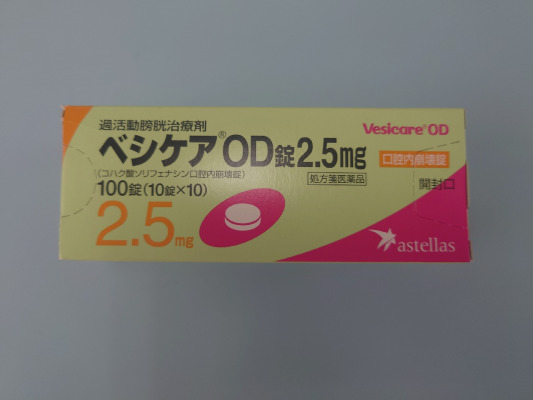 過活動膀胱治療剤
Vesicare® OD
ベシケア®OD錠2.5mg
口腔内崩壊錠
(コハク酸ソリフェナシン口腔内崩壊錠)
処方箋医薬品
開封口
100錠(10錠×10)
2.5mg
astellas